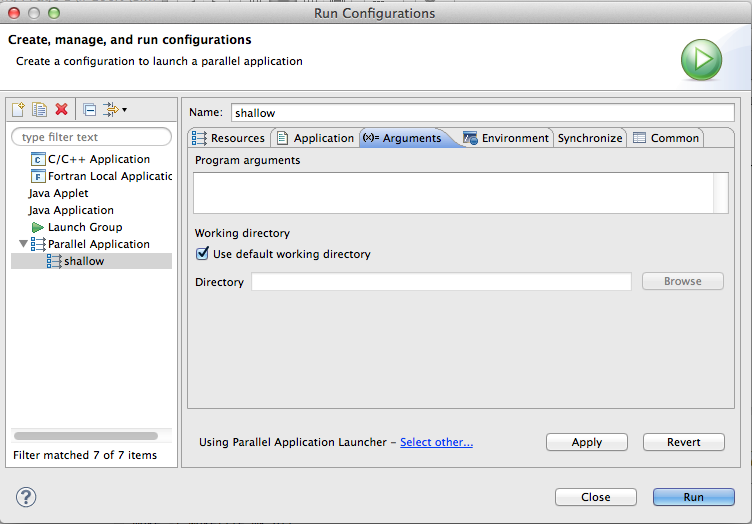 Run Configurations
Create, manage, and run configurations
Create a configuration to launch a parallel application
type filter text
C/C++ Application
Fortran Local Applicatio
Java Applet
Java Application
Launch Group
Parallel Application
shallow
Filter matched 7 of 7 items
Name: shallow
Resources Application (x)= Arguments Environment Synchronize Common
Program arguments
Working directory
Use default working directory
Directory Browse
Using Parallel Application Launcher – Select other... Apply Revert
? Close Run